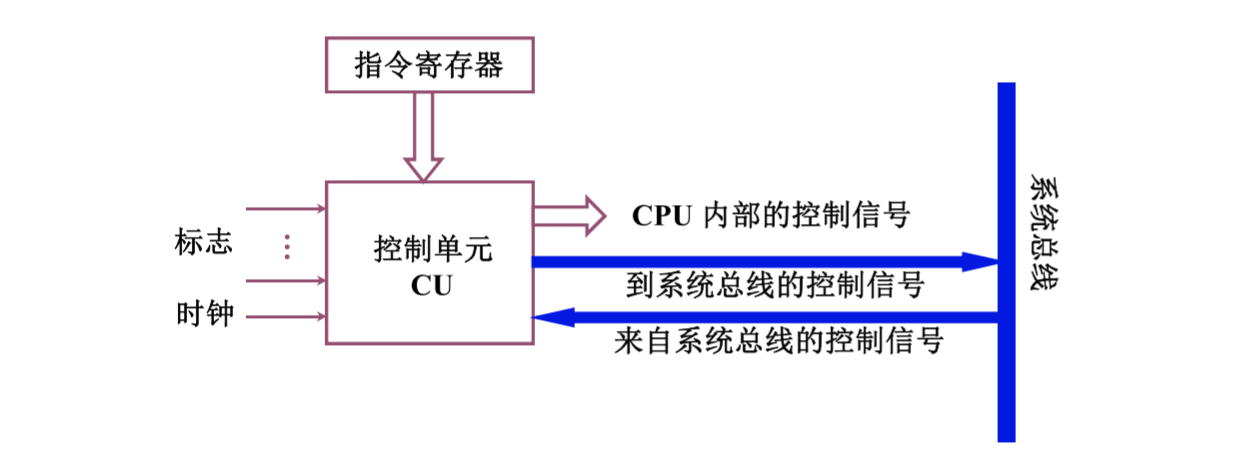 指令寄存器
标志
时钟
控制单元
CU
CPU 内部的控制信号
到系统总线的控制信号
来自系统总线的控制信号
系统总线